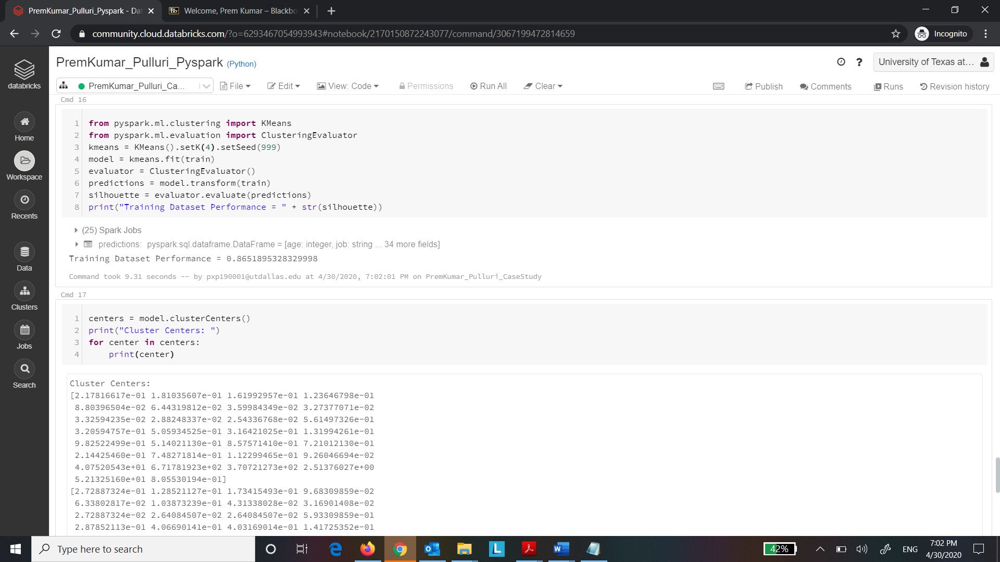 PremKumar_Pulluri_Pyspark - Dat
Welcome, Prem Kumar – Blackbo
community.cloud.databricks.com/?o=6293467054993943#notebook/2170150872243077/command/3067199472814659
Incognito
databricks
Home
Workspace
Recents
Data
Clusters
Jobs
Search
PremKumar_Pulluri_Pyspark (Python)
University of Texas at...
PremKumar_Pulluri_Ca... File Edit View: Code Permissions Run All Clear Publish Comments Runs Revision history
Cmd 16
1 from pyspark.ml.clustering import KMeans
2 from pyspark.ml.evaluation import ClusteringEvaluator
3 kmeans = KMeans().setK(4).setSeed(999)
4 model = kmeans.fit(train)
5 evaluator = ClusteringEvaluator()
6 predictions = model.transform(train)
7 silhouette = evaluator.evaluate(predictions)
8 print("Training Dataset Performance = " + str(silhouette))
(25) Spark Jobs
predictions: pyspark.sql.dataframe.DataFrame = [age: integer, job: string ... 34 more fields]
Training Dataset Performance = 0.8651895328329998
Command took 9.31 seconds -- by pxp190001@utdallas.edu at 4/30/2020, 7:02:01 PM on PremKumar_Pulluri_CaseStudy
Cmd 17
1 centers = model.clusterCenters()
2 print("Cluster Centers: ")
3 for center in centers:
4 print(center)
Cluster Centers:
[2.17816617e-01 1.81035607e-01 1.61992957e-01 1.23646798e-01
8.80396504e-02 6.44319812e-02 3.59984349e-02 3.27377071e-02
3.32594235e-02 2.88248337e-02 2.54336768e-02 5.61497326e-01
3.20594757e-01 5.05934525e-01 3.16421025e-01 1.31994261e-01
9.82522499e-01 5.14021130e-01 8.57571410e-01 7.21012130e-01
2.14425460e-01 7.48271814e-01 1.12299465e-01 9.26046694e-02
4.07520543e+01 6.71781923e+02 3.70721273e+02 2.51376027e+00
5.21325160e+01 8.05530194e-01]
[2.72887324e-01 1.28521127e-01 1.73415493e-01 9.68309859e-02
6.33802817e-02 1.03873239e-01 4.31338028e-02 3.16901408e-02
2.72887324e-02 2.64084507e-02 2.64084507e-02 5.93309859e-01
2.87852113e-01 4.06690141e-01 4.03169014e-01 1.41725352e-01
Type here to search
42%
ENG
7:02 PM
4/30/2020